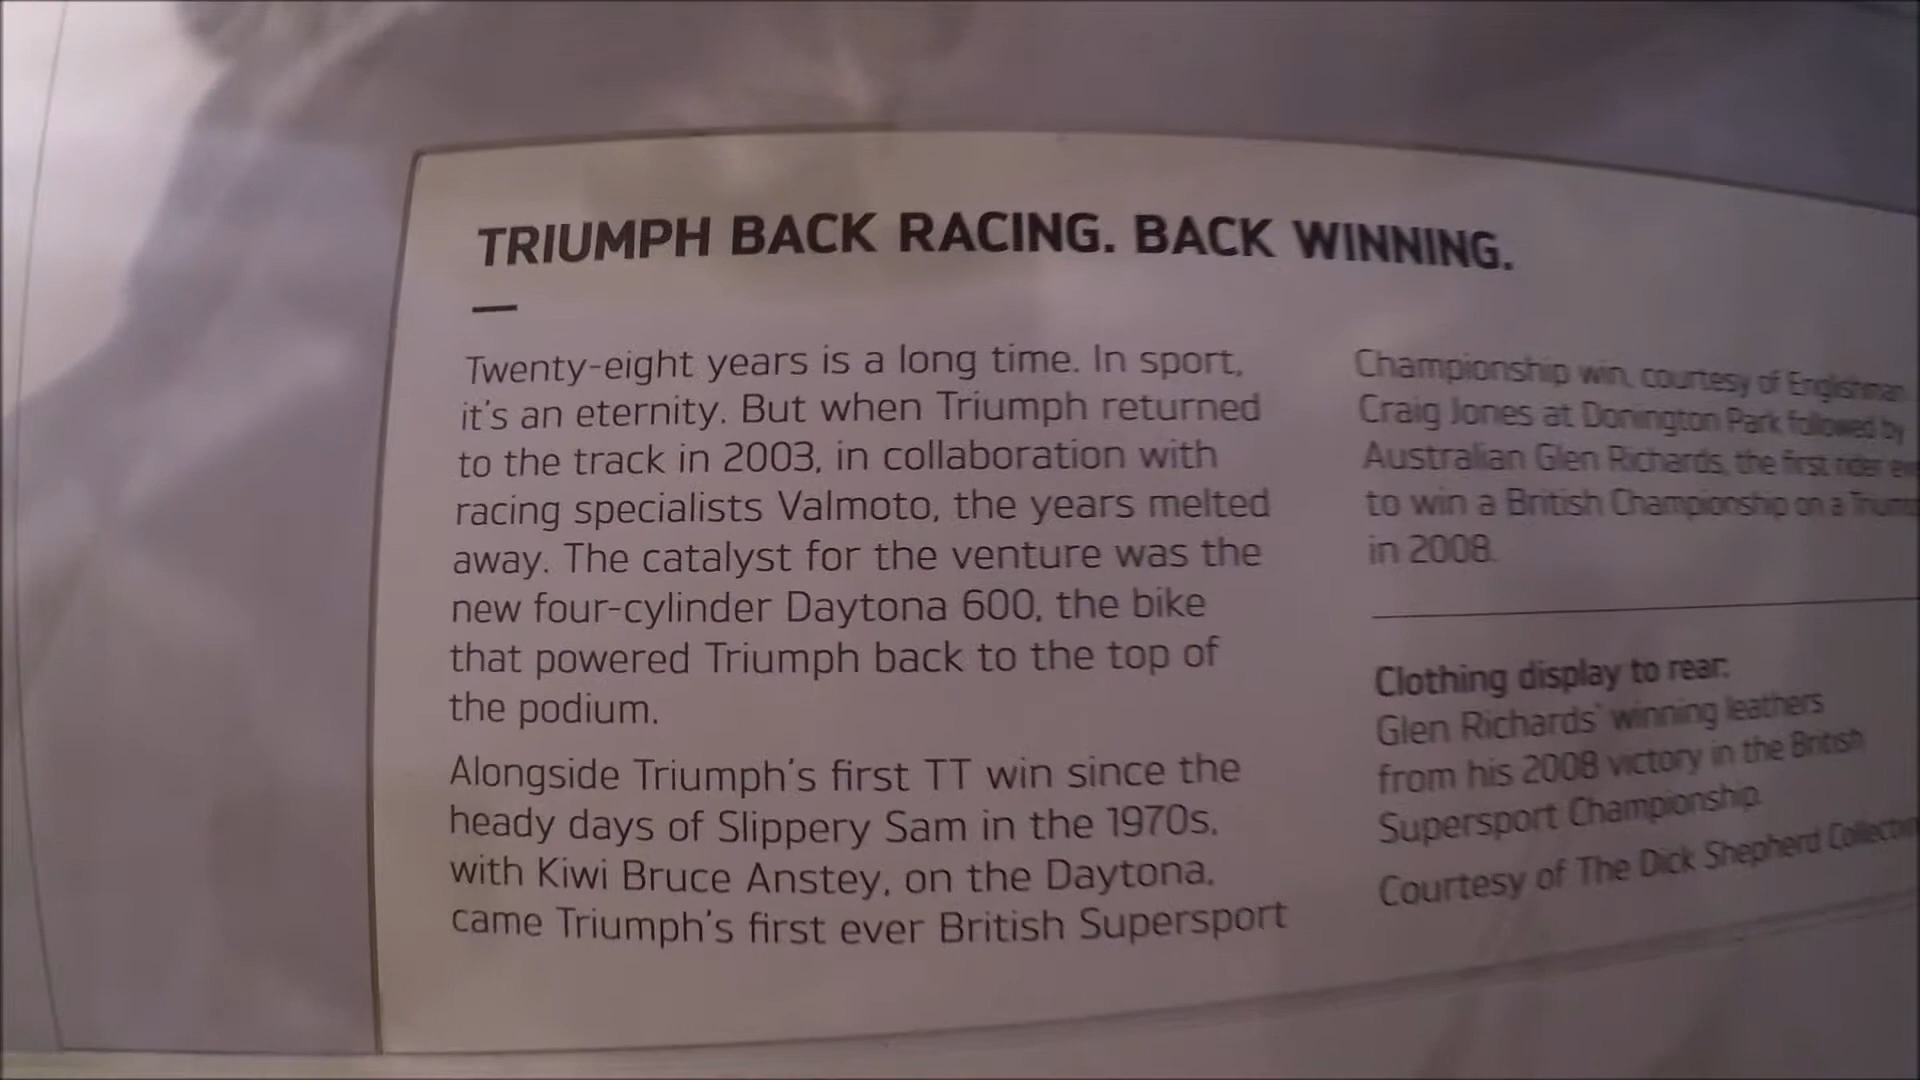 TRIUMPH BACK RACING. BACK WINNING.
Twenty-eight years is a long time. In sport,
it's an eternity. But when Triumph returned
to the track in 2003, in collaboration with
racing specialists Valmoto, the years melted
away. The catalyst for the venture was the
new four-cylinder Daytona 600, the bike
that powered Triumph back to the top of
the podium.
Alongside Triumph's first TT win since the
heady days of Slippery Sam in the 1970s,
with Kiwi Bruce Anstey, on the Daytona,
came Triumph's first ever British Supersport
Championship win, courtesy of Englishman
Craig Jones at Donington Park followed by
Australian Glen Richards, the first rider
to win a British Championship on a
in 2008.
Clothing display to rear:
Glen Richards' winning leathers
from his 2008 victory in the British
Supersport Championship.
Courtesy of The Dick Shepherd